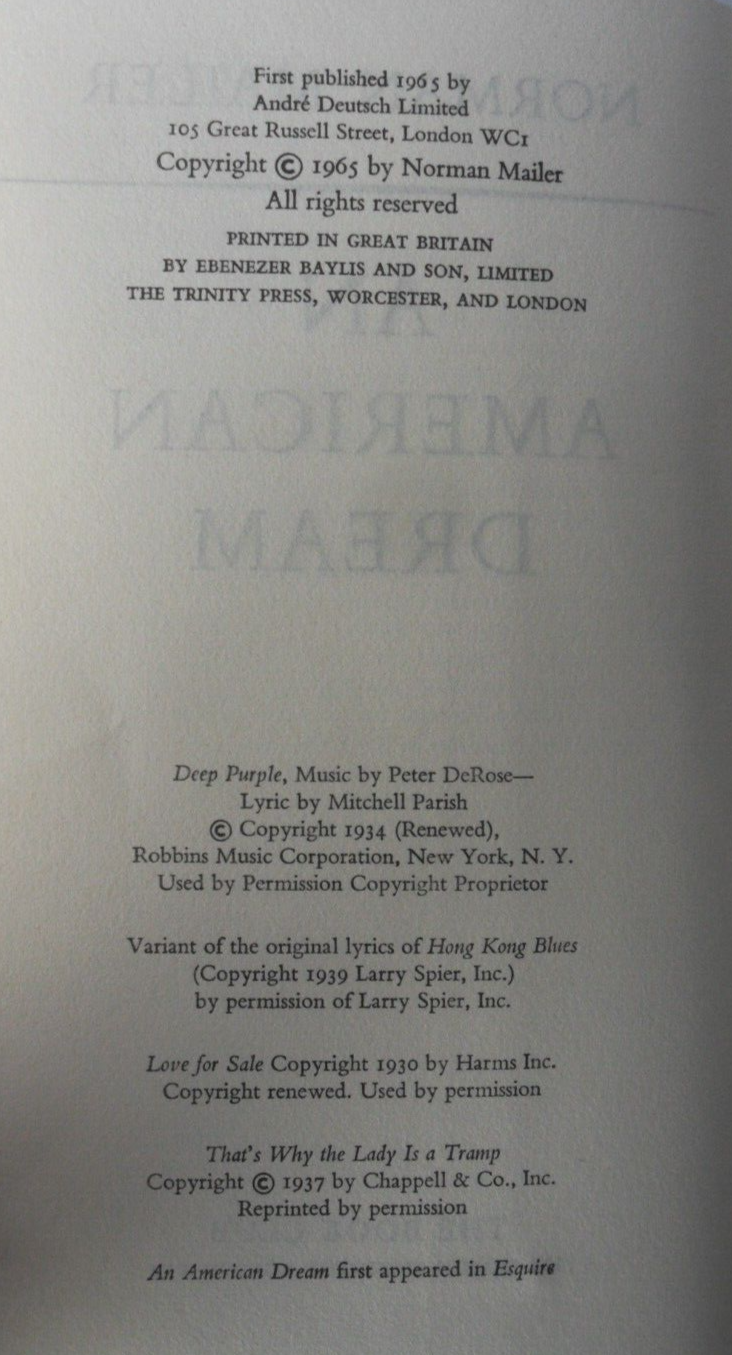 First published 1965 by
André Deutsch Limited
105 Great Russell Street, London WC1
Copyright © 1965 by Norman Mailer
All rights reserved
PRINTED IN GREAT BRITAIN
BY EBENEZER BAYLIS AND SON, LIMITED
THE TRINITY PRESS, WORCESTER, AND LONDON
AN
AMERICAN
DREAM
Deep Purple, Music by Peter DeRose—
Lyric by Mitchell Parish
© Copyright 1934 (Renewed),
Robbins Music Corporation, New York, N. Y.
Used by Permission Copyright Proprietor
Variant of the original lyrics of Hong Kong Blues
(Copyright 1939 Larry Spier, Inc.)
by permission of Larry Spier, Inc.
Love for Sale Copyright 1930 by Harms Inc.
Copyright renewed. Used by permission
That's Why the Lady Is a Tramp
Copyright © 1937 by Chappell & Co., Inc.
Reprinted by permission
An American Dream first appeared in Esquire